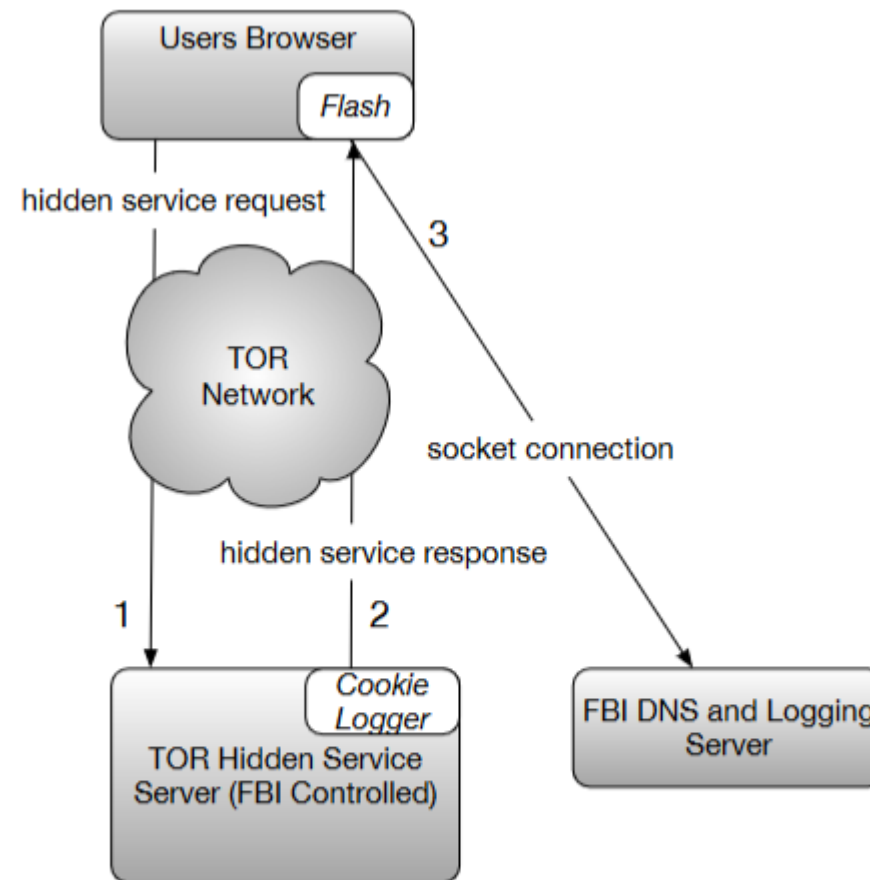 Users Browser
Flash
hidden service request
3
TOR
Network
socket connection
hidden service response
1
2
Cookie
Logger
TOR Hidden Service
Server (FBI Controlled)
FBI DNS and Logging
Server